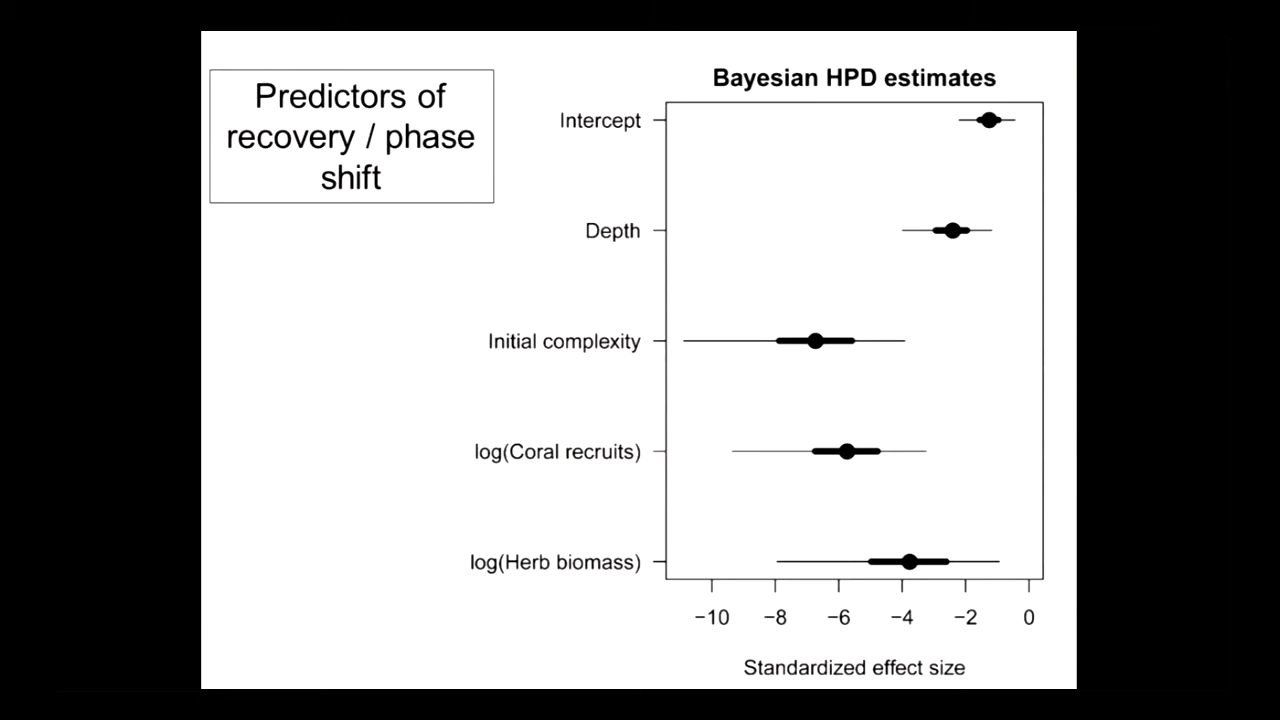 Predictors of
recovery / phase
shift
Bayesian HPD estimates
Intercept
Depth
Initial complexity
log(Coral recruits)
log(Herb biomass)
−10 −8 −6 −4 −2 0
Standardized effect size